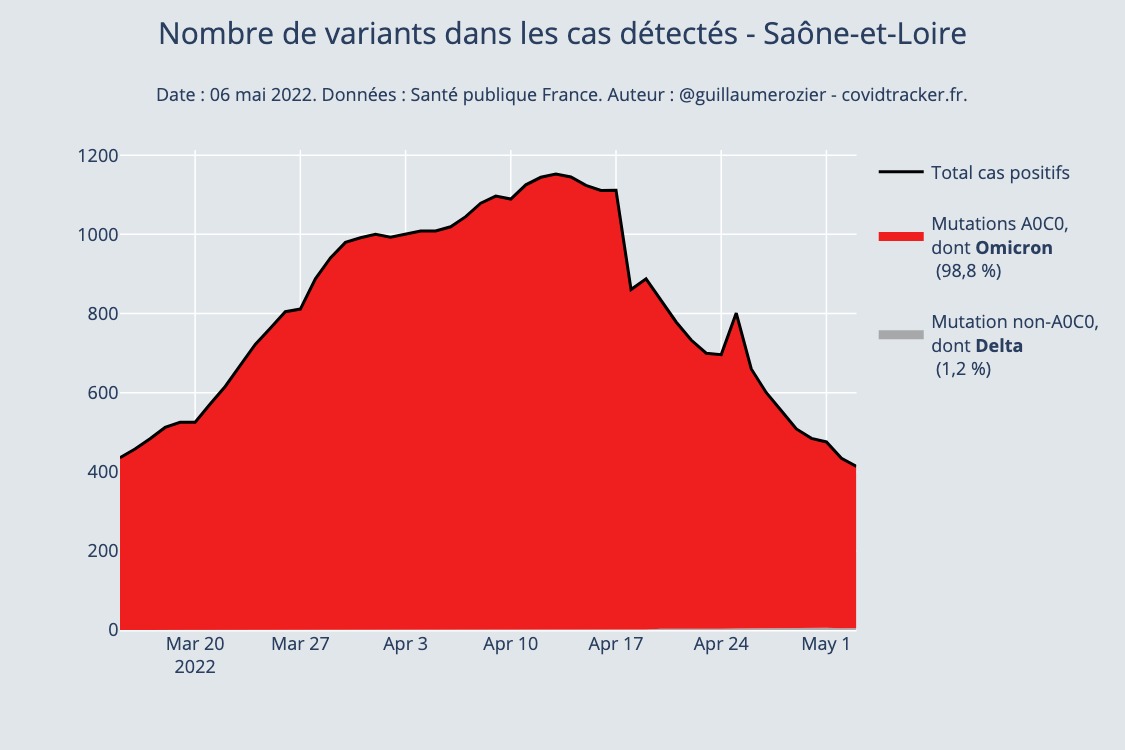 Nombre de variants dans les cas détectés - Saône-et-Loire
Date : 06 mai 2022. Données : Santé publique France. Auteur : @guillaumerozier - covidtracker.fr.
1200
1000
800
600
400
200
0
Mar 20
2022
Mar 27
Apr 3
Apr 10
Apr 17
Apr 24
May 1
Total cas positifs
Mutations A0C0,
dont Omicron
(98,8 %)
Mutation non-A0C0,
dont Delta
(1,2 %)